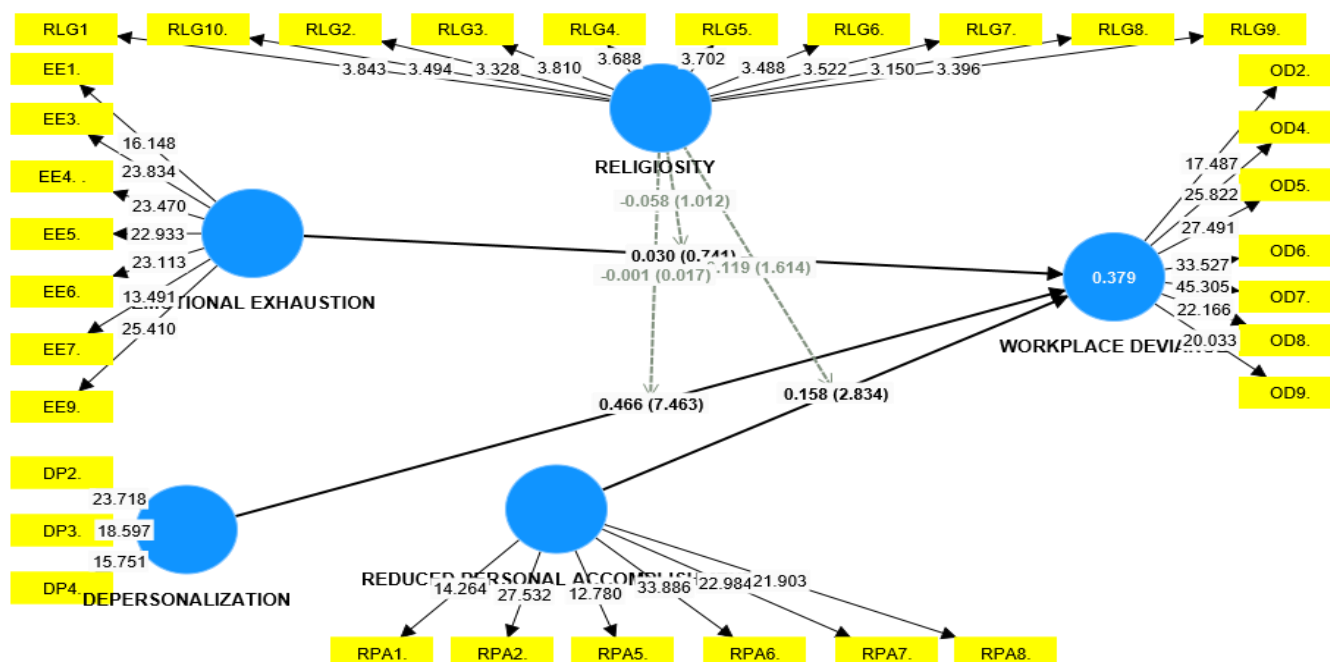 RLG1 RLG10. RLG2. RLG3. RLG4. RLG5. RLG6. RLG7. RLG8. RLG9.
3.843 3.494 3.328 3.810 3.688 3.702 3.488 3.522 3.150 3.396
EE1.
EE3.
EE4. .
EE5.
EE6.
EE7.
EE9.
16.148
23.834
23.470
22.933
23.113
13.491
25.410
EXHAUSTION
RELIGIOSITY
-0.058 (1.012)
0.030 (0.741)
-0.001 (0.017)
.119 (1.614)
OD2.
OD4.
OD5.
OD6.
OD7.
OD8.
OD9.
17.487
25.822
27.491
33.527
45.305
22.166
20.033
0.379
WORKPLACE
0.466 (7.463)
0.158 (2.834)
DP2.
DP3.
DP4.
23.718
18.597
15.751
DEPERSONALIZATION
REDUCED PERSONAL
14.264 27.532 12.780 33.886 22.984 21.903
RPA1. RPA2. RPA5. RPA6. RPA7. RPA8.